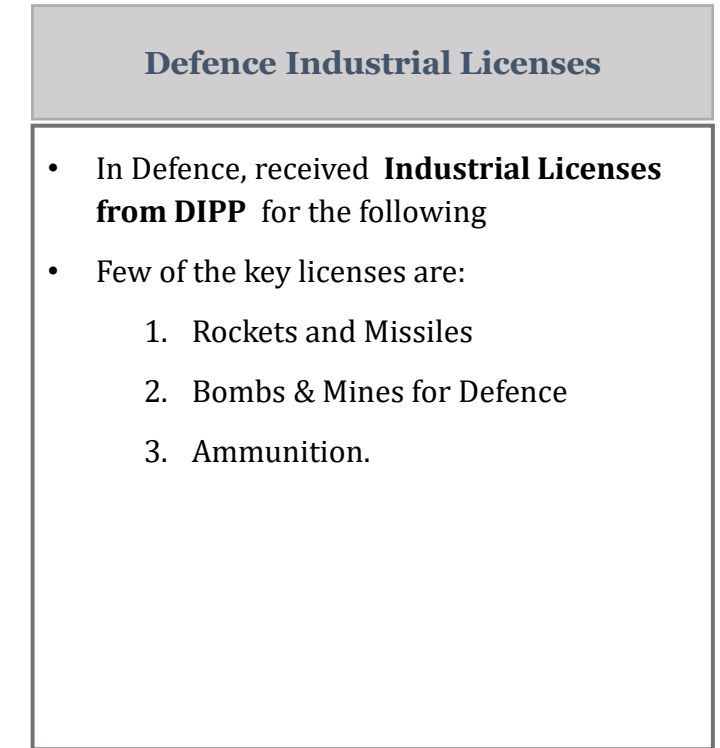 Defence Industrial Licenses
• In Defence, received Industrial Licenses
from DIPP for the following
• Few of the key licenses are:
1. Rockets and Missiles
2. Bombs & Mines for Defence
3. Ammunition.